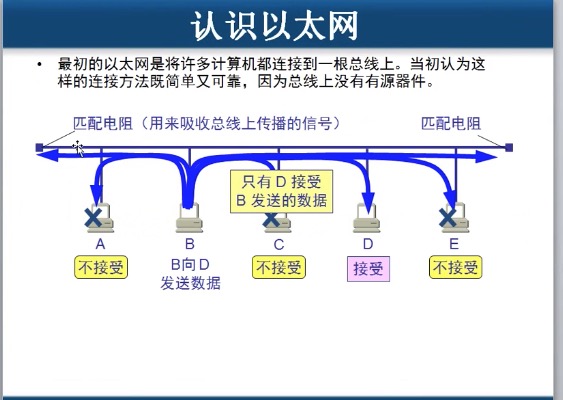 认识以太网
• 最初的以太网是将许多计算机都连接到一根总线上。当初认为这
样的连接方法既简单又可靠，因为总线上没有有源器件。
匹配电阻（用来吸收总线上传播的信号）
匹配电阻
只有 D 接受
B 发送的数据
A
B
C
D
E
不接受
B向D
发送数据
不接受
接受
不接受